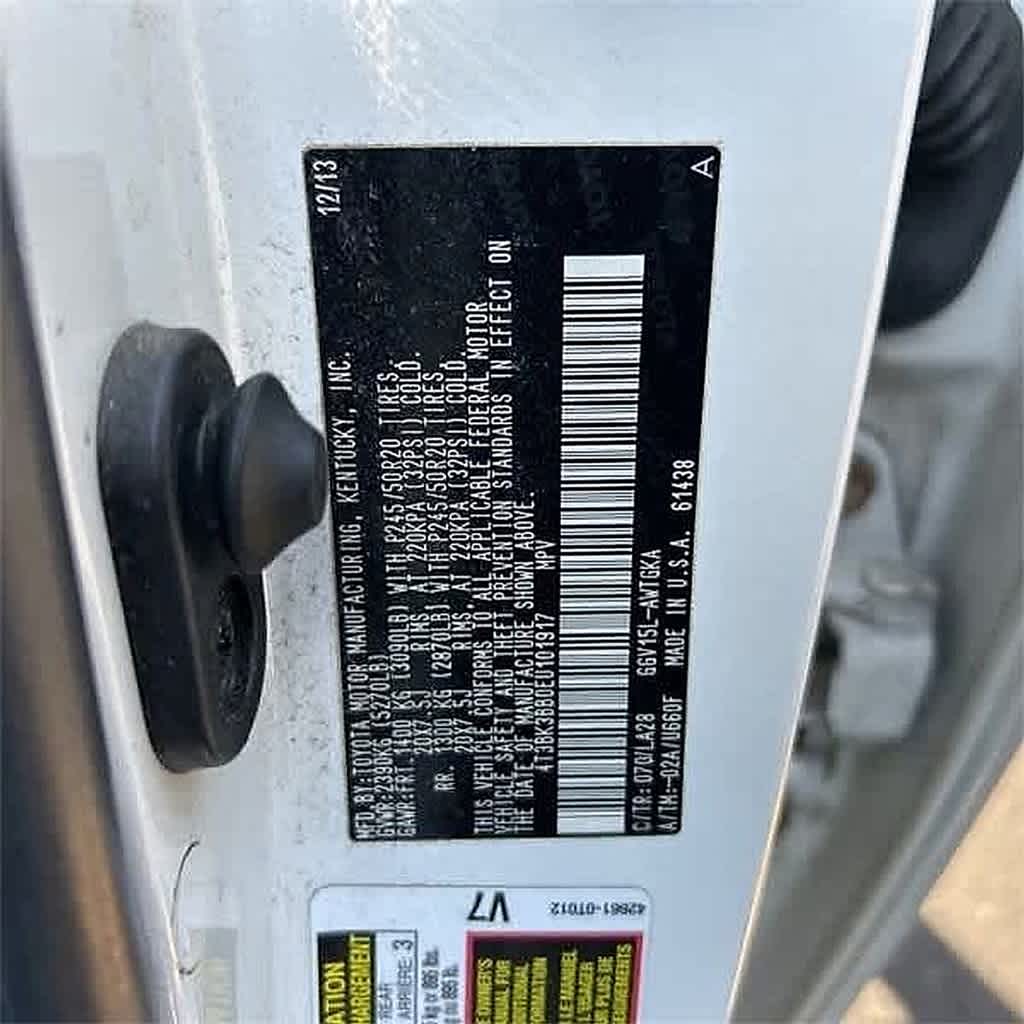 12/13
MFD.BY:TOYOTA MOTOR MANUFACTURING, KENTUCKY, INC.
GVWR:2390KG (5270LB)
GAWR:FRT.1400 KG (3090LB) WITH P245/50R20 TIRES,
20X7.5J RIMS,AT 220KPA (32PSI) COLD.
RR. 1300 KG (2870LB) WITH P245/50R20 TIRES,
20X7.5J RIMS,AT 220KPA (32PSI) COLD.
THIS VEHICLE CONFORMS TO ALL APPLICABLE FEDERAL MOTOR
VEHICLE SAFETY AND THEFT PREVENTION STANDARDS IN EFFECT ON
THE DATE OF MANUFACTURE SHOWN ABOVE.
4T3BK3BB0EU101917 MPV
C/TR:070/LA28 GGV15L-AWTGKA
A/TM:-02A/U660F MADE IN U.S.A. 61438
A
V7
42661-0T012
REAR
ARRIERE 3